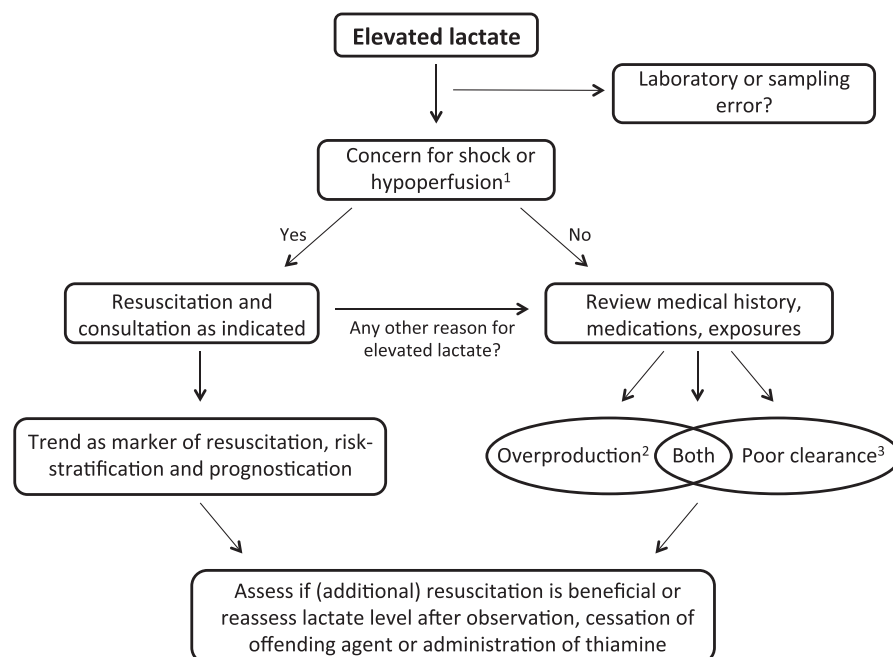 Elevated lactate
Laboratory or sampling
error?
Concern for shock or
hypoperfusion¹
Yes
No
Resuscitation and
consultation as indicated
Any other reason for
elevated lactate?
Review medical history,
medications, exposures
Trend as marker of resuscitation, risk-
stratification and prognostication
Overproduction²
Both
Poor clearance³
Assess if (additional) resuscitation is beneficial or
reassess lactate level after observation, cessation of
offending agent or administration of thiamine